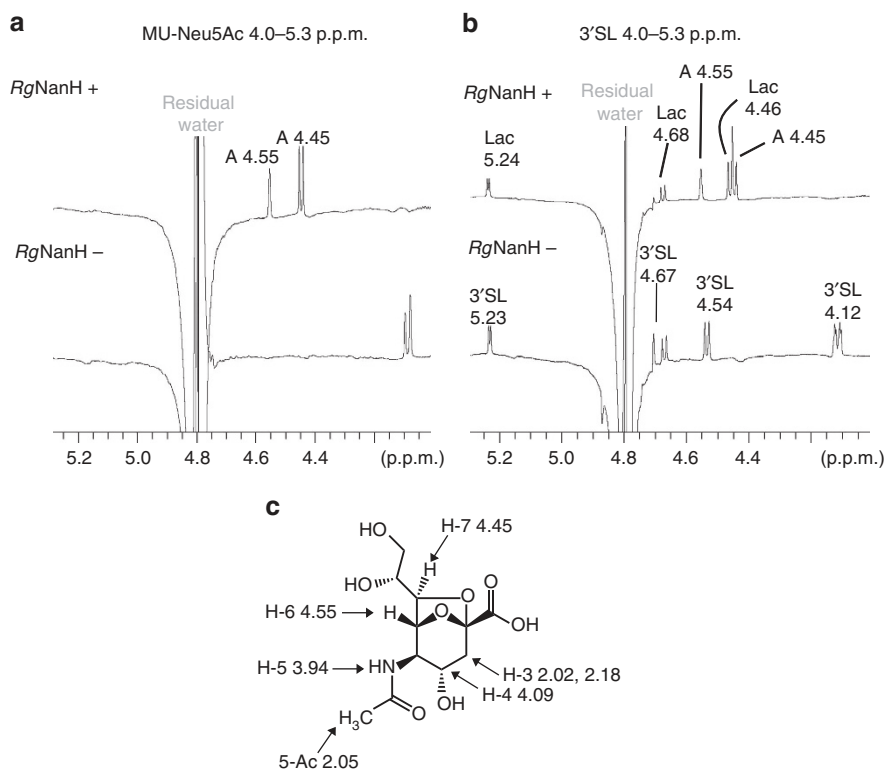 a
MU-Neu5Ac 4.0–5.3 p.p.m.
RgNanH +
Residual
water
A 4.55
A 4.45
RgNanH –
5.2 5.0 4.8 4.6 4.4 (p.p.m.)
b
3′SL 4.0–5.3 p.p.m.
RgNanH +
Residual
water
Lac
5.24
Lac
4.68
A 4.55
Lac
4.46
A 4.45
RgNanH –
3′SL
5.23
3′SL
4.67
3′SL
4.54
3′SL
4.12
5.2 5.0 4.8 4.6 4.4 (p.p.m.)
c
HO
H-7 4.45
H
HO
O
O
H-6 4.55
H
O
OH
H-5 3.94
HN
H-3 2.02, 2.18
H-4 4.09
OH
H3C
O
5-Ac 2.05